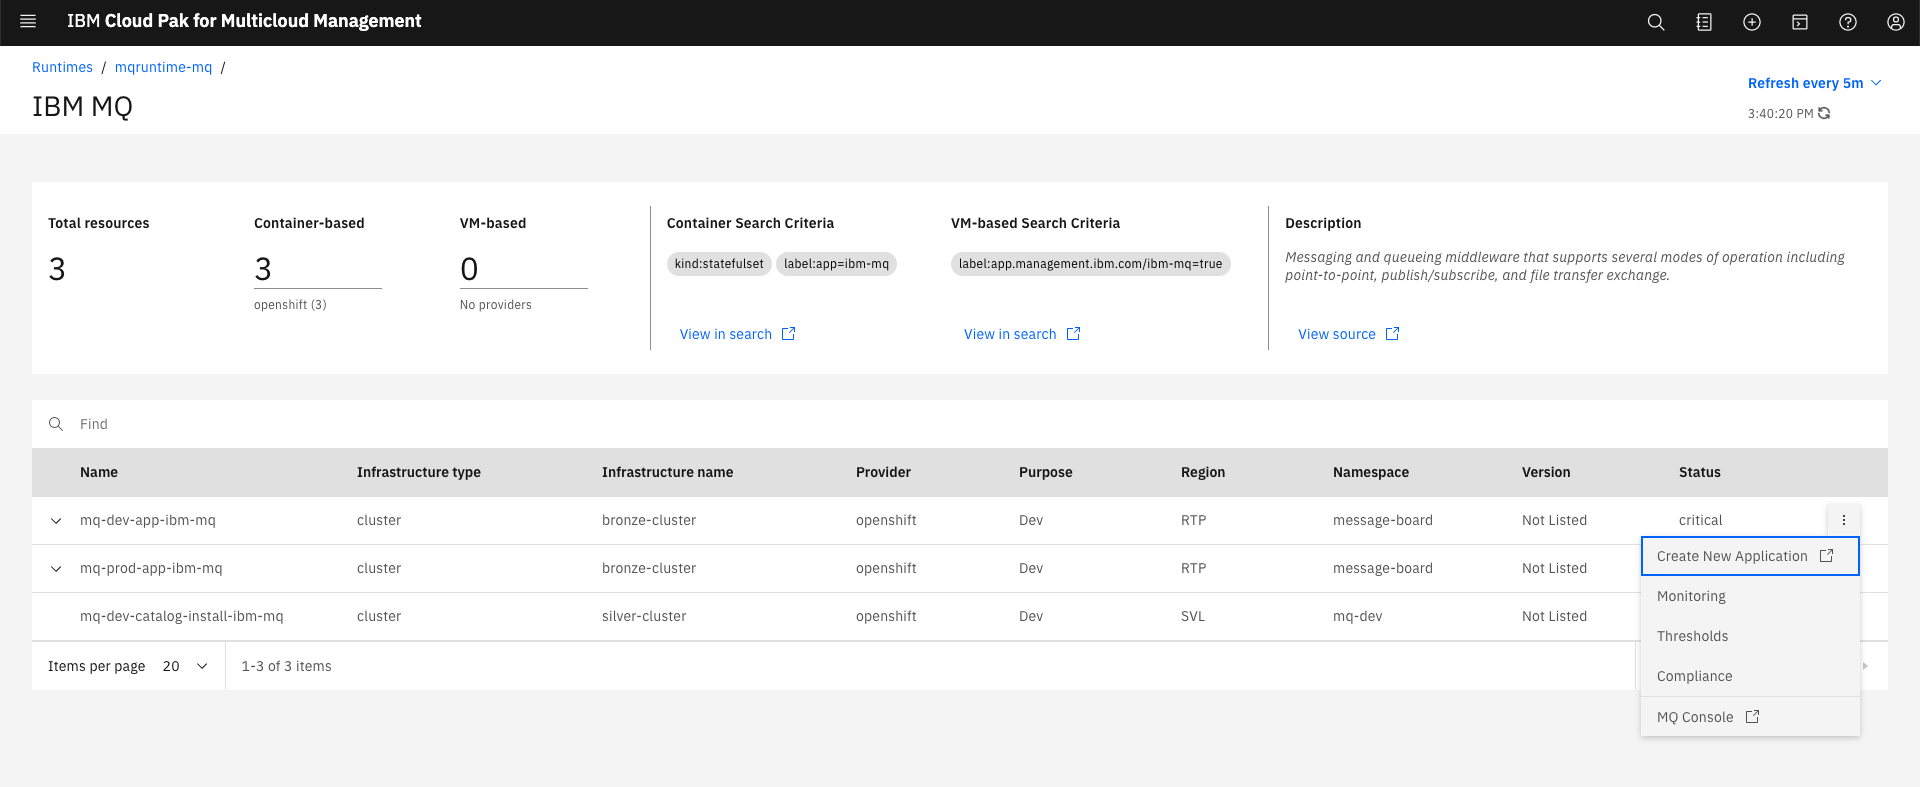 IBM Cloud Pak for Multicloud Management
Runtimes / mqruntime-mq /
IBM MQ
Refresh every 5m
3:40:20 PM
Total resources
3
Container-based
3
openshift (3)
VM-based
0
No providers
Container Search Criteria
kind:statefulset label:app=ibm-mq
View in search
VM-based Search Criteria
label:app.management.ibm.com/ibm-mq=true
View in search
Description
Messaging and queueing middleware that supports several modes of operation including
point-to-point, publish/subscribe, and file transfer exchange.
View source
Find
Name Infrastructure type Infrastructure name Provider Purpose Region Namespace Version Status
mq-dev-app-ibm-mq cluster bronze-cluster openshift Dev RTP message-board Not Listed critical
mq-prod-app-ibm-mq cluster bronze-cluster openshift Dev RTP message-board Not Listed
mq-dev-catalog-install-ibm-mq cluster silver-cluster openshift Dev SVL mq-dev Not Listed
Items per page 20 1-3 of 3 items
Create New Application
Monitoring
Thresholds
Compliance
MQ Console